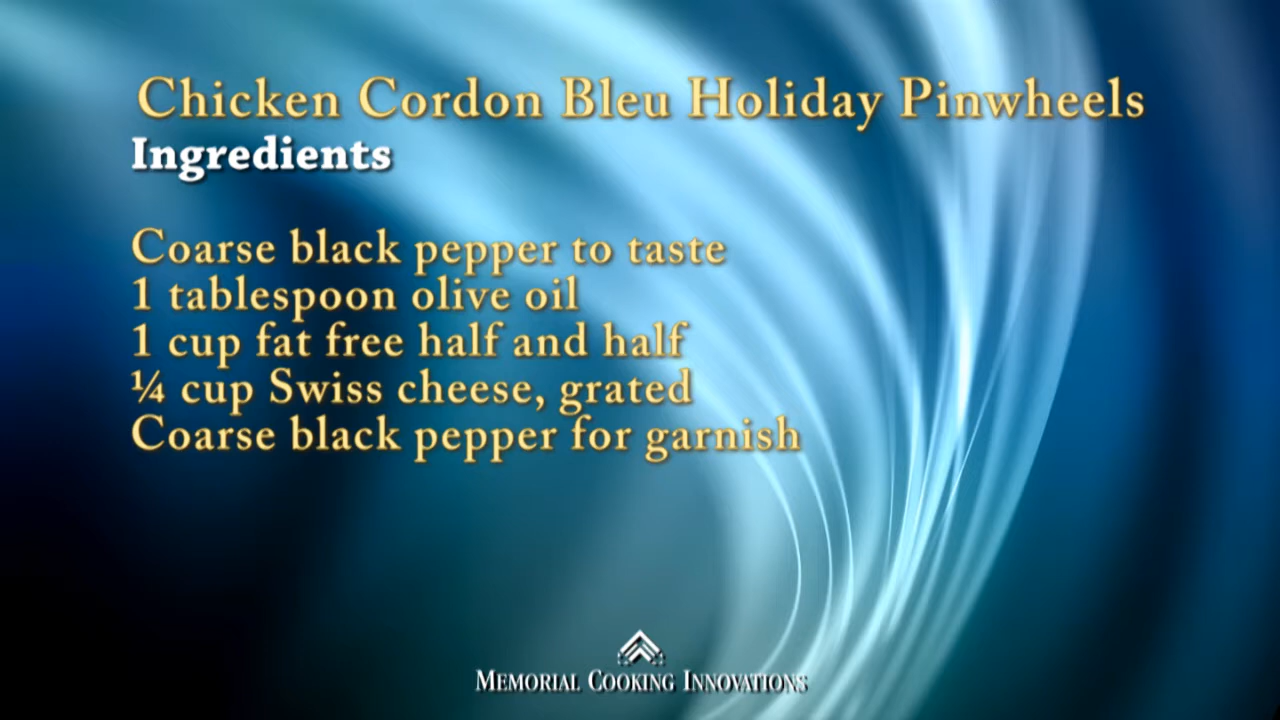 Chicken Cordon Bleu Holiday Pinwheels
Ingredients
Coarse black pepper to taste
1 tablespoon olive oil
1 cup fat free half and half
¼ cup Swiss cheese, grated
Coarse black pepper for garnish
Memorial Cooking Innovations